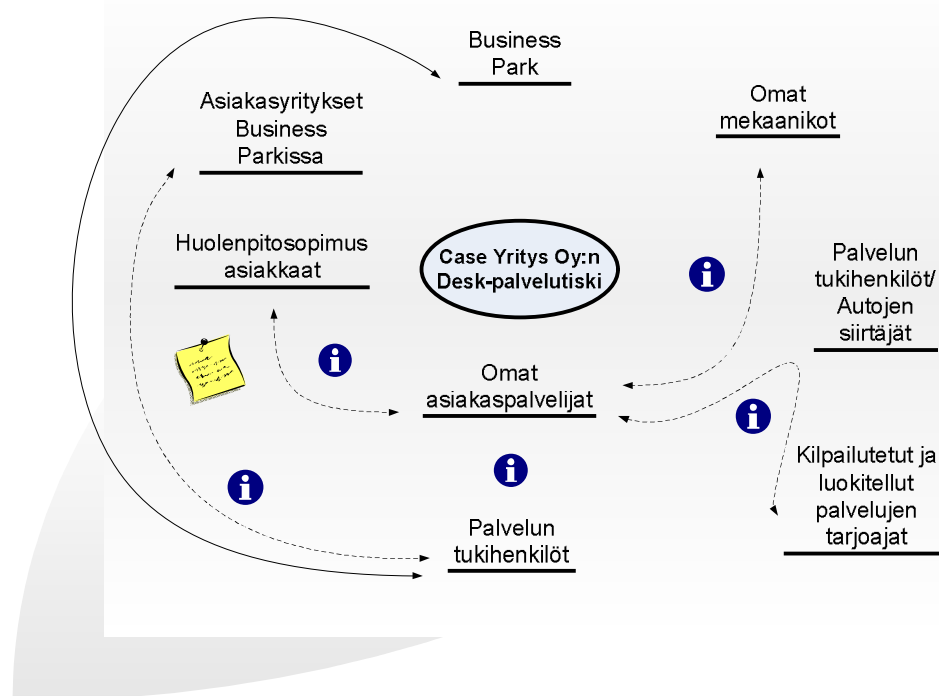 Business
Park
Asiakasyritykset
Business
Parkissa
Omat
mekaanikot
Huolenpitosopimus
asiakkaat
Case Yritys Oy:n
Desk-palvelutiski
Palvelun
tukihenkilöt/
Autojen
siirtäjät
Omat
asiakaspalvelijat
Kilpailutetut ja
luokitellut
palvelujen
tarjoajat
Palvelun
tukihenkilöt
i
i
i
i
i